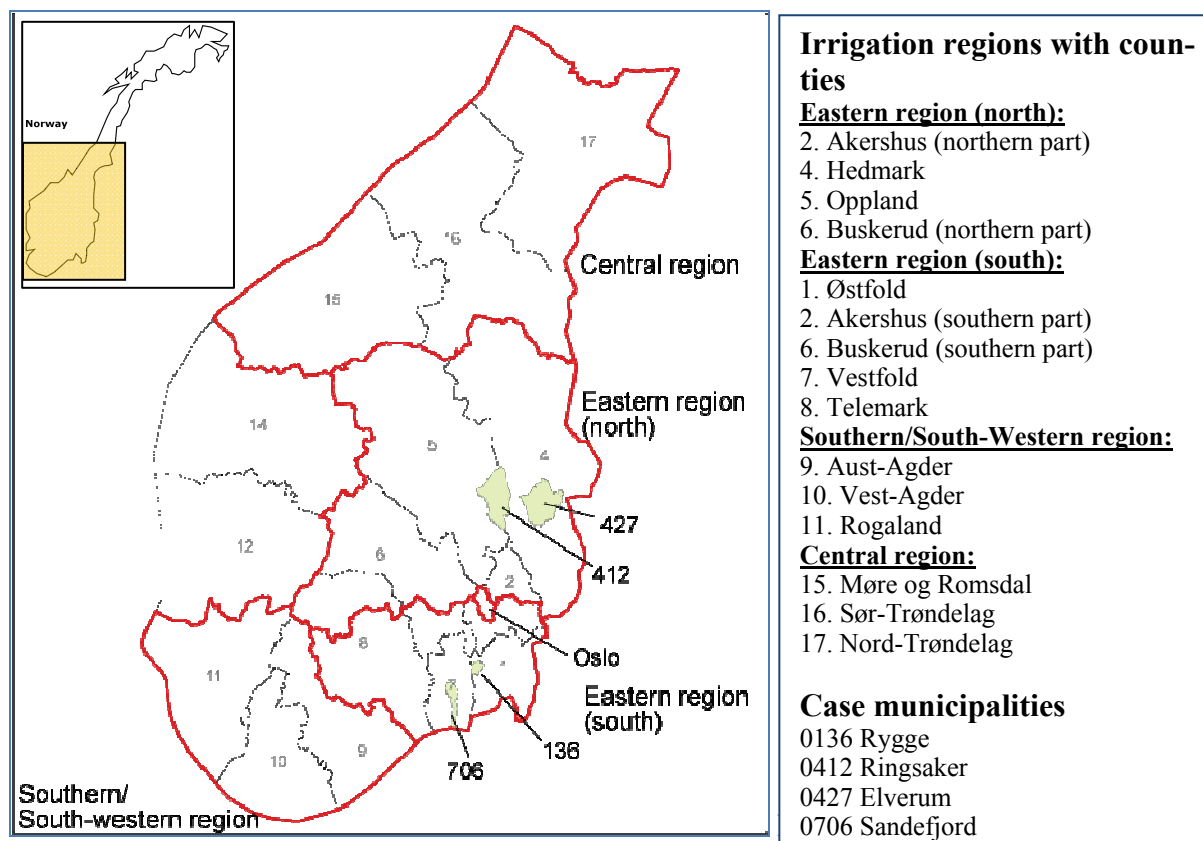 Norway
17
16
Central region
15
Eastern region
(north)
14
5
4
427
12
6
412
2
8
Oslo
11
1
7
Eastern region
(south)
136
9
706
10
Southern/
South-western region
Irrigation regions with coun-
ties
Eastern region (north):
2. Akershus (northern part)
4. Hedmark
5. Oppland
6. Buskerud (northern part)
Eastern region (south):
1. Østfold
2. Akershus (southern part)
6. Buskerud (southern part)
7. Vestfold
8. Telemark
Southern/South-Western region:
9. Aust-Agder
10. Vest-Agder
11. Rogaland
Central region:
15. Møre og Romsdal
16. Sør-Trøndelag
17. Nord-Trøndelag
Case municipalities
0136 Rygge
0412 Ringsaker
0427 Elverum
0706 Sandefjord